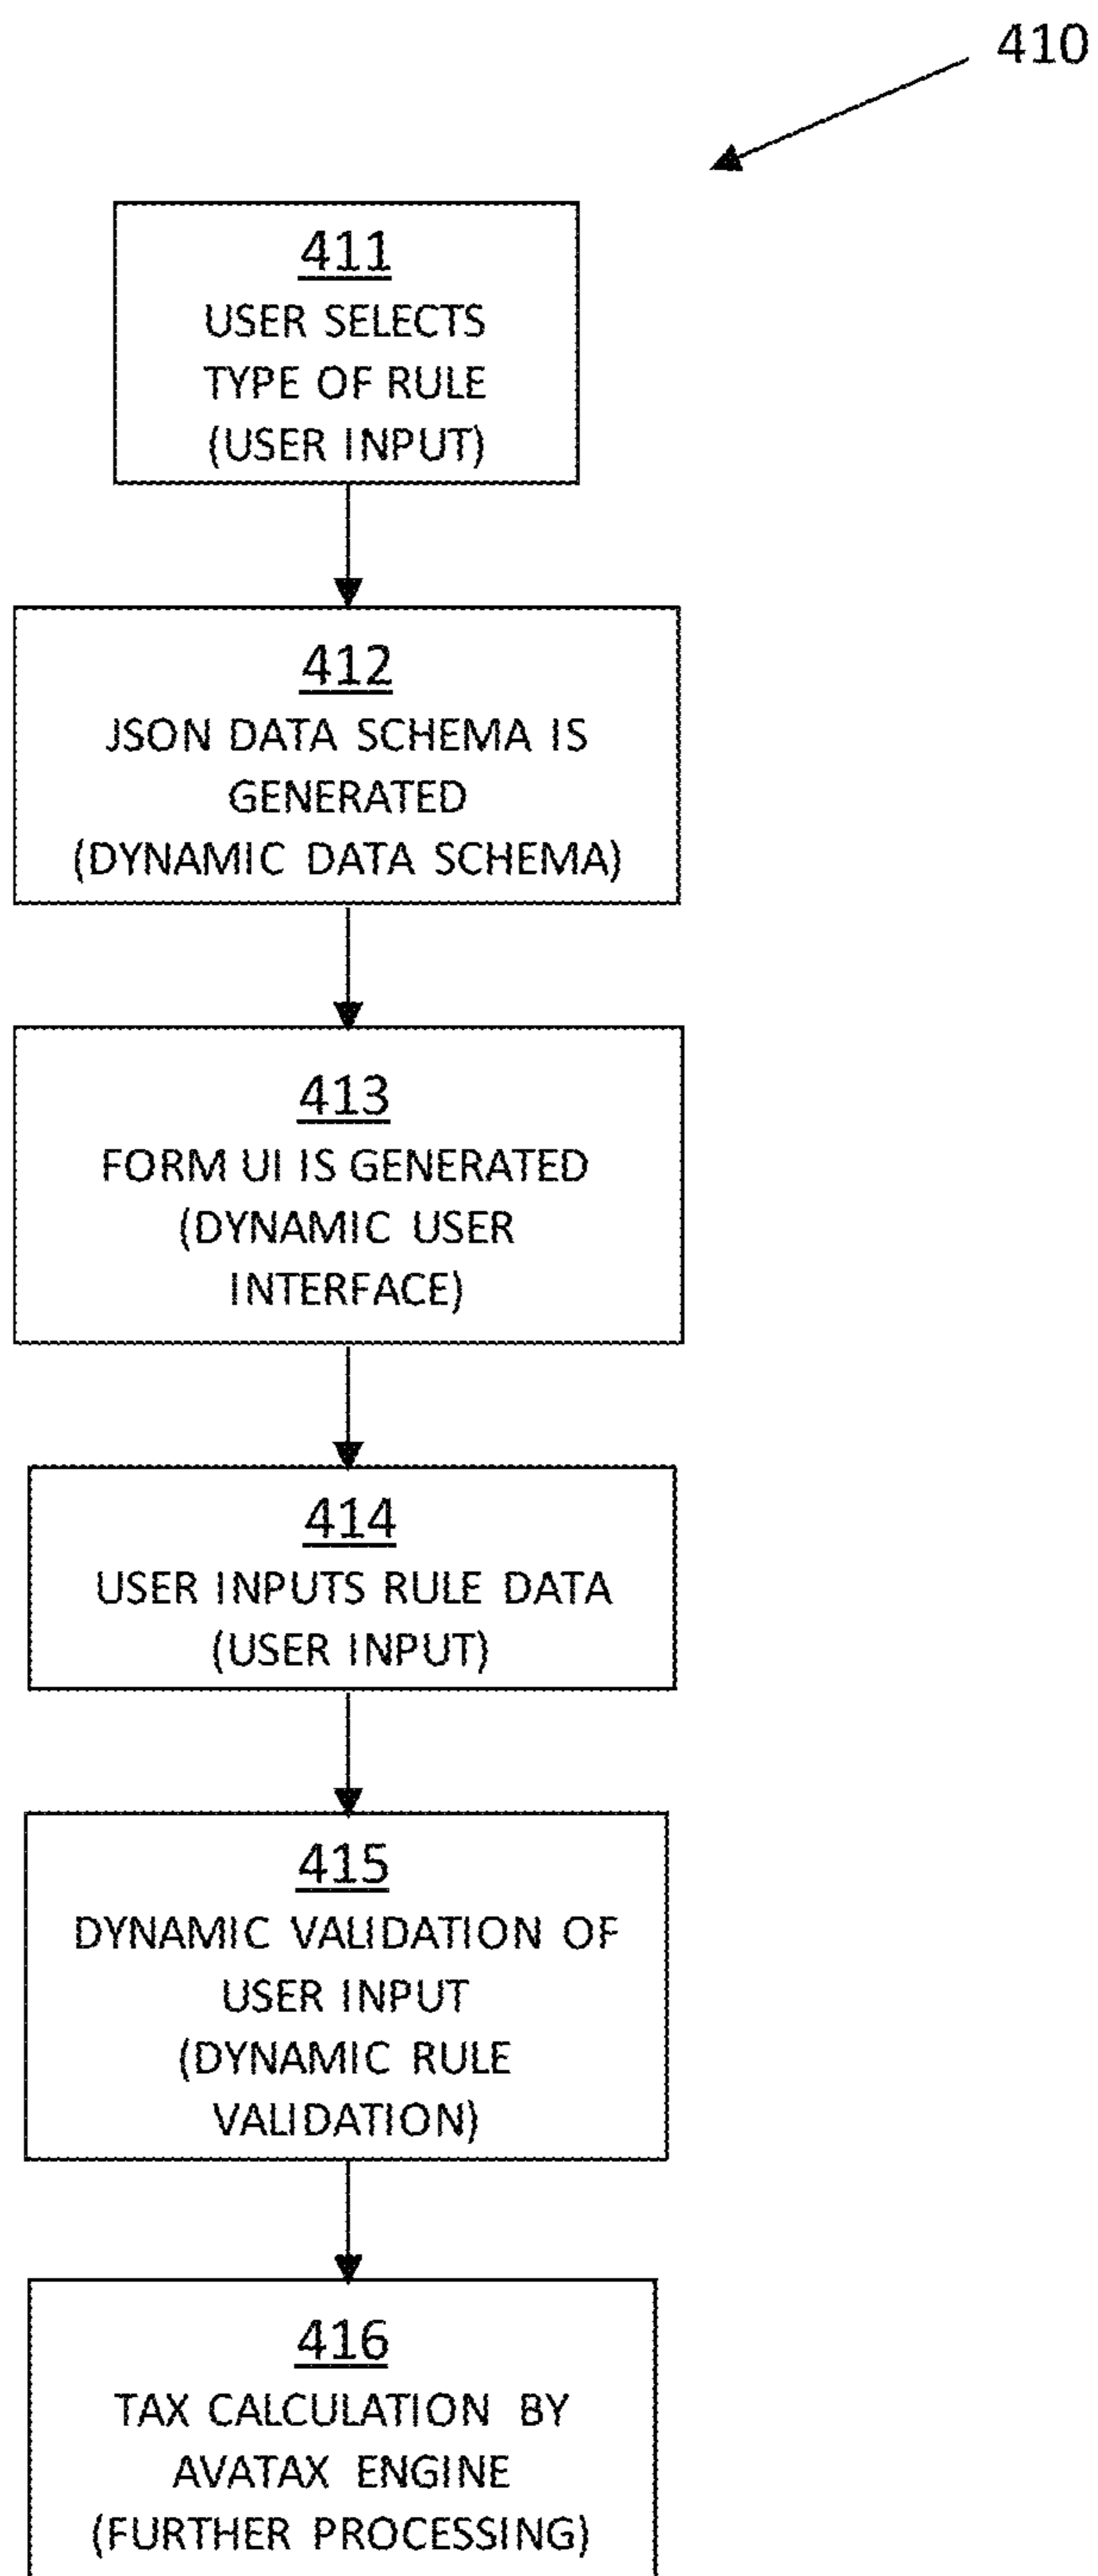 410
411
USER SELECTS
TYPE OF RULE
(USER INPUT)
412
JSON DATA SCHEMA IS
GENERATED
(DYNAMIC DATA SCHEMA)
413
FORM UI IS GENERATED
(DYNAMIC USER
INTERFACE)
414
USER INPUTS RULE DATA
(USER INPUT)
415
DYNAMIC VALIDATION OF
USER INPUT
(DYNAMIC RULE
VALIDATION)
416
TAX CALCULATION BY
AVATAX ENGINE
(FURTHER PROCESSING)